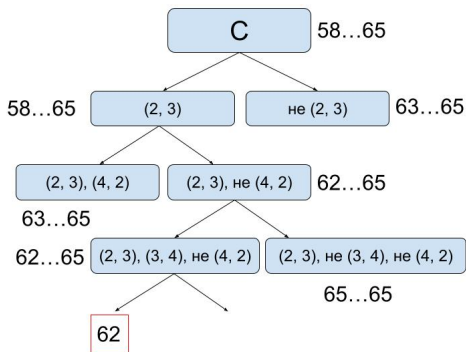 C
58...65
58...65
(2, 3)
не (2, 3)
63...65
(2, 3), (4, 2)
(2, 3), не (4, 2)
62...65
63...65
62...65
(2, 3), (3, 4), не (4, 2)
(2, 3), не (3, 4), не (4, 2)
65...65
62